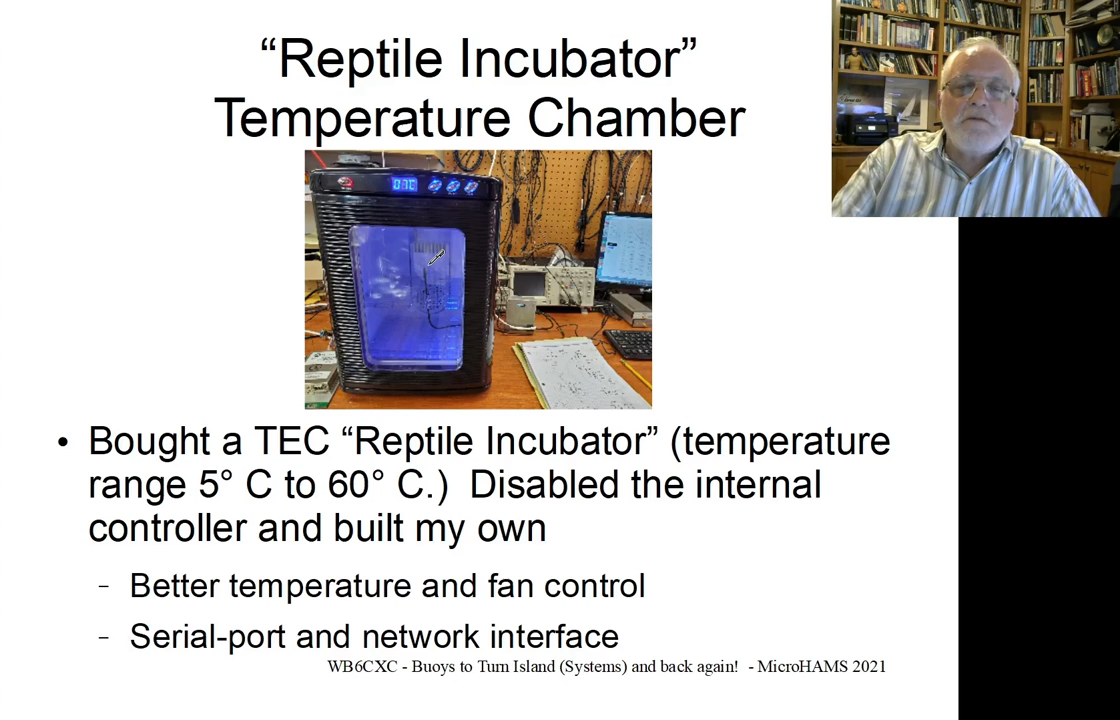 “Reptile Incubator”
Temperature Chamber
• Bought a TEC “Reptile Incubator” (temperature
range 5° C to 60° C.)  Disabled the internal
controller and built my own
– Better temperature and fan control
– Serial-port and network interface
WB6CXC - Buoys to Turn Island (Systems) and back again!  - MicroHAMS 2021